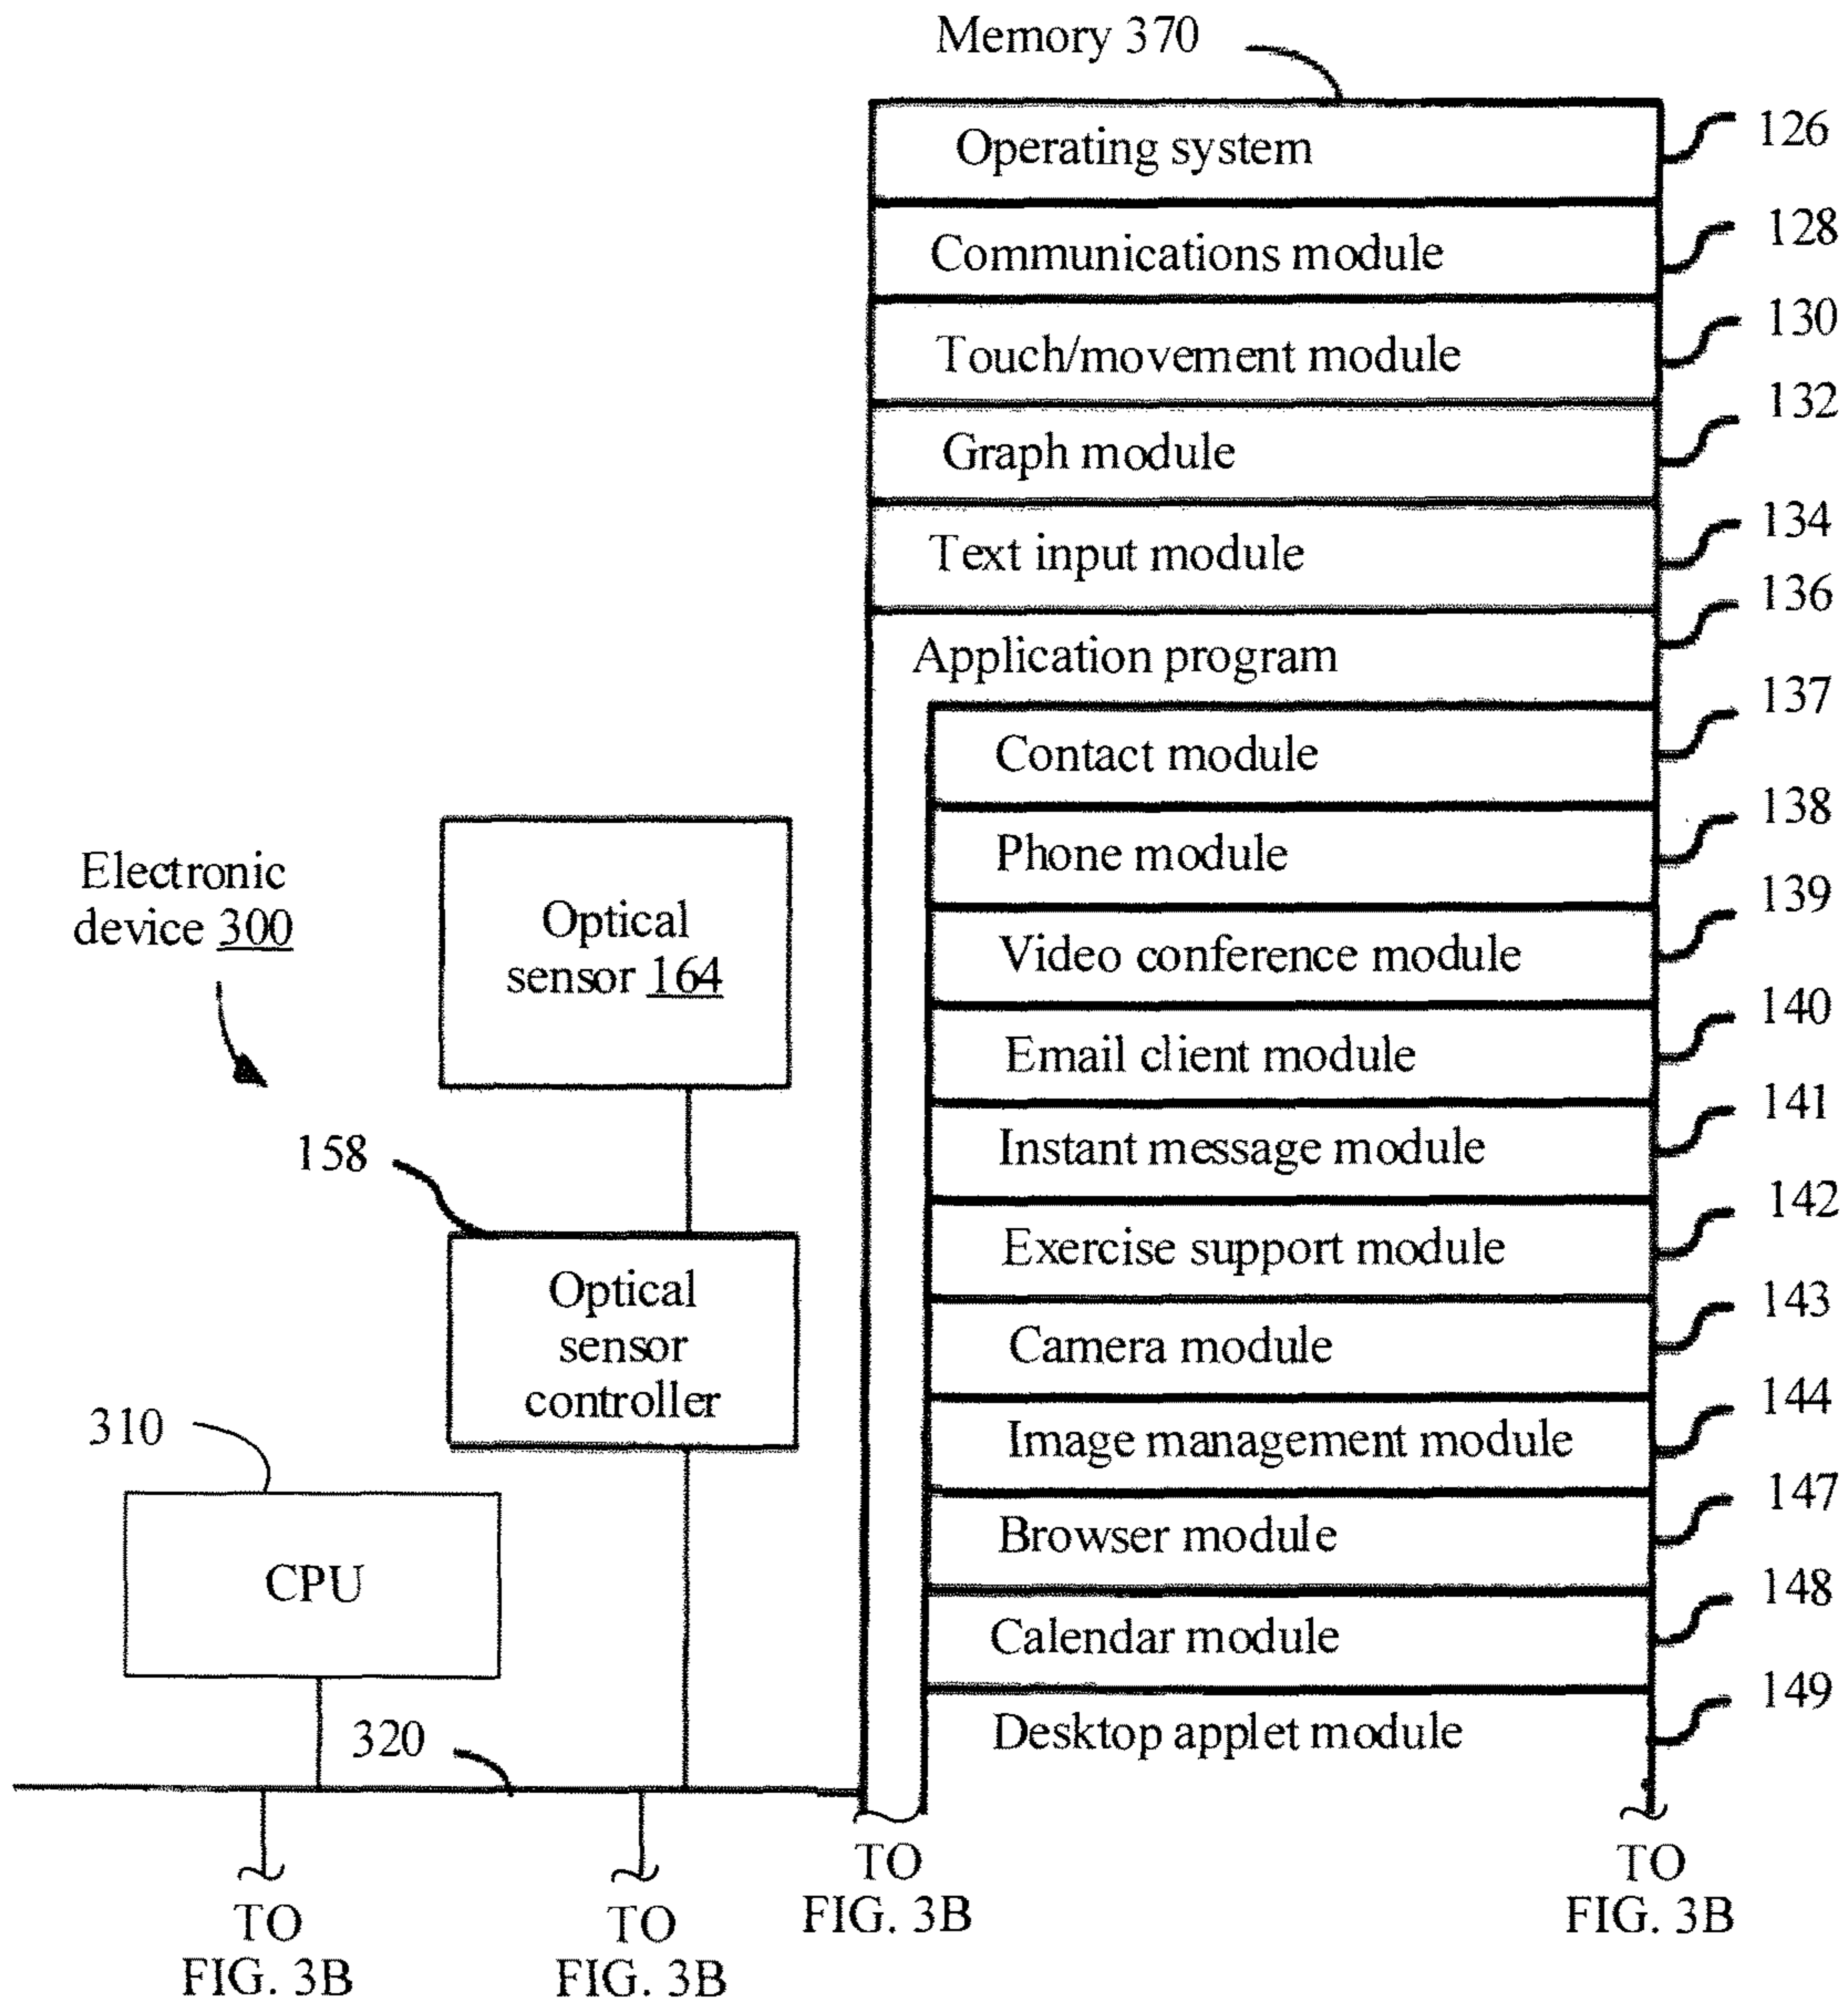 Memory 370
Operating system
126
Communications module
128
Touch/movement module
130
Graph module
132
Text input module
134
Application program
136
Contact module
137
Phone module
138
Video conference module
139
Email client module
140
Instant message module
141
Exercise support module
142
Camera module
143
Image management module
144
Browser module
147
Calendar module
148
Desktop applet module
149
Electronic
device 300
Optical
sensor 164
158
Optical
sensor
controller
310
CPU
320
TO
FIG. 3B
TO
FIG. 3B
TO
FIG. 3B
TO
FIG. 3B